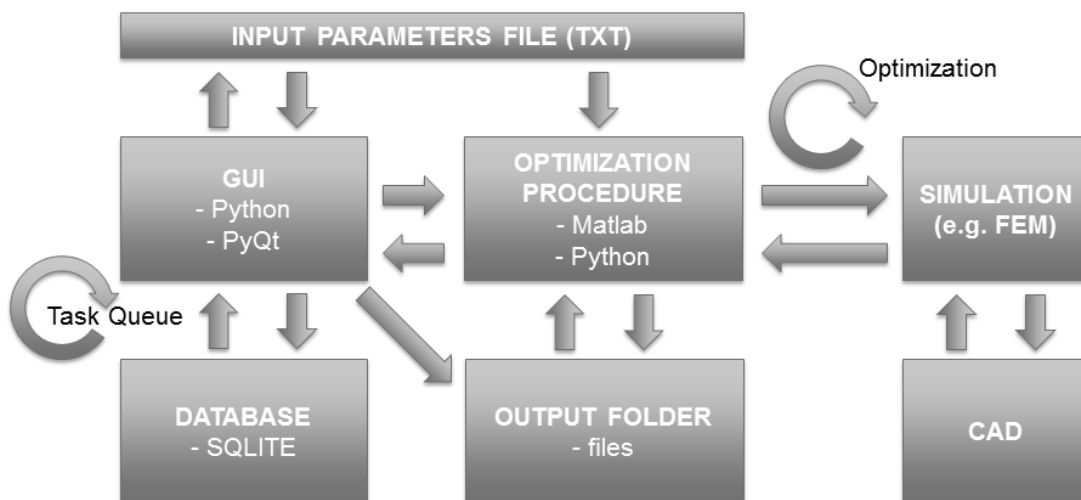 INPUT PARAMETERS FILE (TXT)
Optimization
GUI
- Python
- PyQt
OPTIMIZATION
PROCEDURE
- Matlab
- Python
SIMULATION
(e.g. FEM)
Task Queue
DATABASE
- SQLITE
OUTPUT FOLDER
- files
CAD